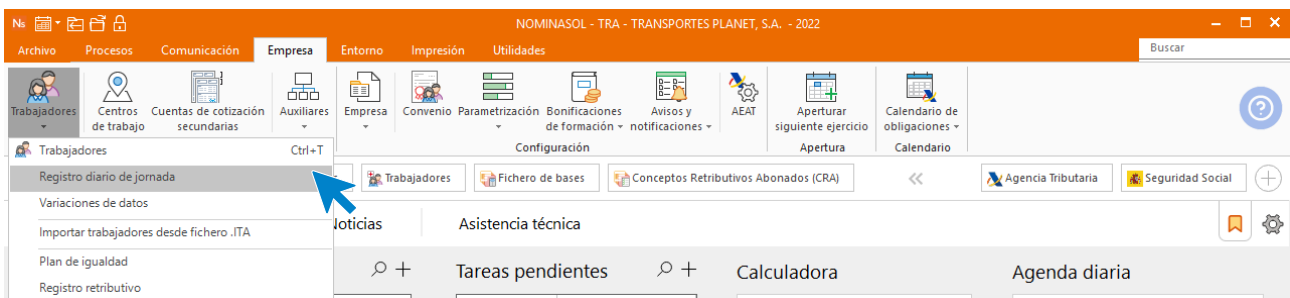 Ns
NOMINASOL - TRA - TRANSPORTES PLANET, S.A. - 2022
Archivo Procesos Comunicación Empresa Entorno Impresión Utilidades Buscar
Trabajadores
Centros de trabajo
Cuentas de cotización secundarias
Auxiliares
Empresa
Convenio
Parametrización
Bonificaciones de formación
Avisos y notificaciones
AEAT
Aperturar siguiente ejercicio
Calendario de obligaciones
?
Configuración Apertura Calendario
Trabajadores Ctrl+T
Registro diario de jornada
Variaciones de datos
Importar trabajadores desde fichero .ITA
Plan de igualdad
Registro retributivo
Trabajadores Fichero de bases Conceptos Retributivos Abonados (CRA) Agencia Tributaria Seguridad Social
Noticias Asistencia técnica
Tareas pendientes Calculadora Agenda diaria